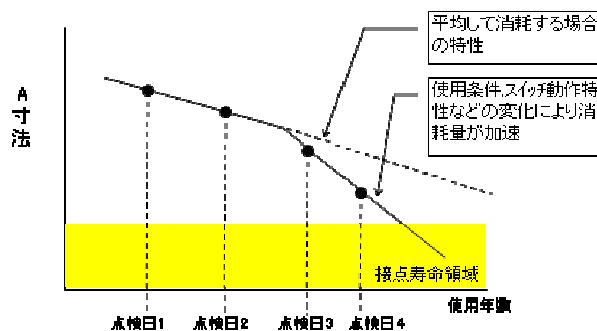 平均して消耗する場合
の特性
使用条件,スイッチ動作特
性などの変化により消
耗量が加速
A
寸
法
接点寿命領域
使用年数
点検日1 点検日2 点検日3 点検日4